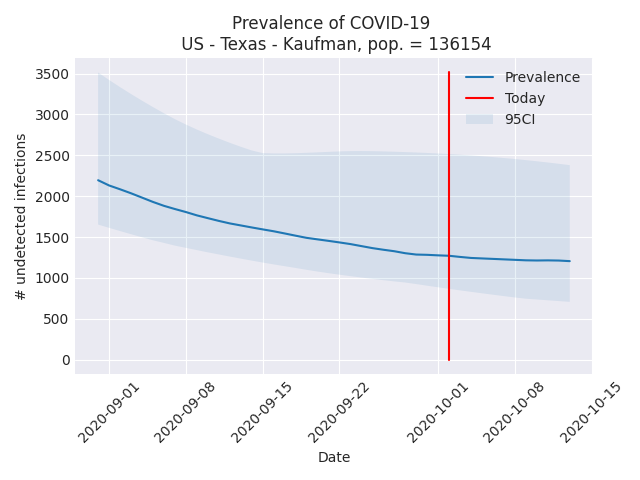 Prevalence of COVID-19
US - Texas - Kaufman, pop. = 136154
# undetected infections
3500
3000
2500
2000
1500
1000
500
0
Prevalence
Today
95CI
2020-09-01
2020-09-08
2020-09-15
2020-09-22
2020-10-01
2020-10-08
2020-10-15
Date